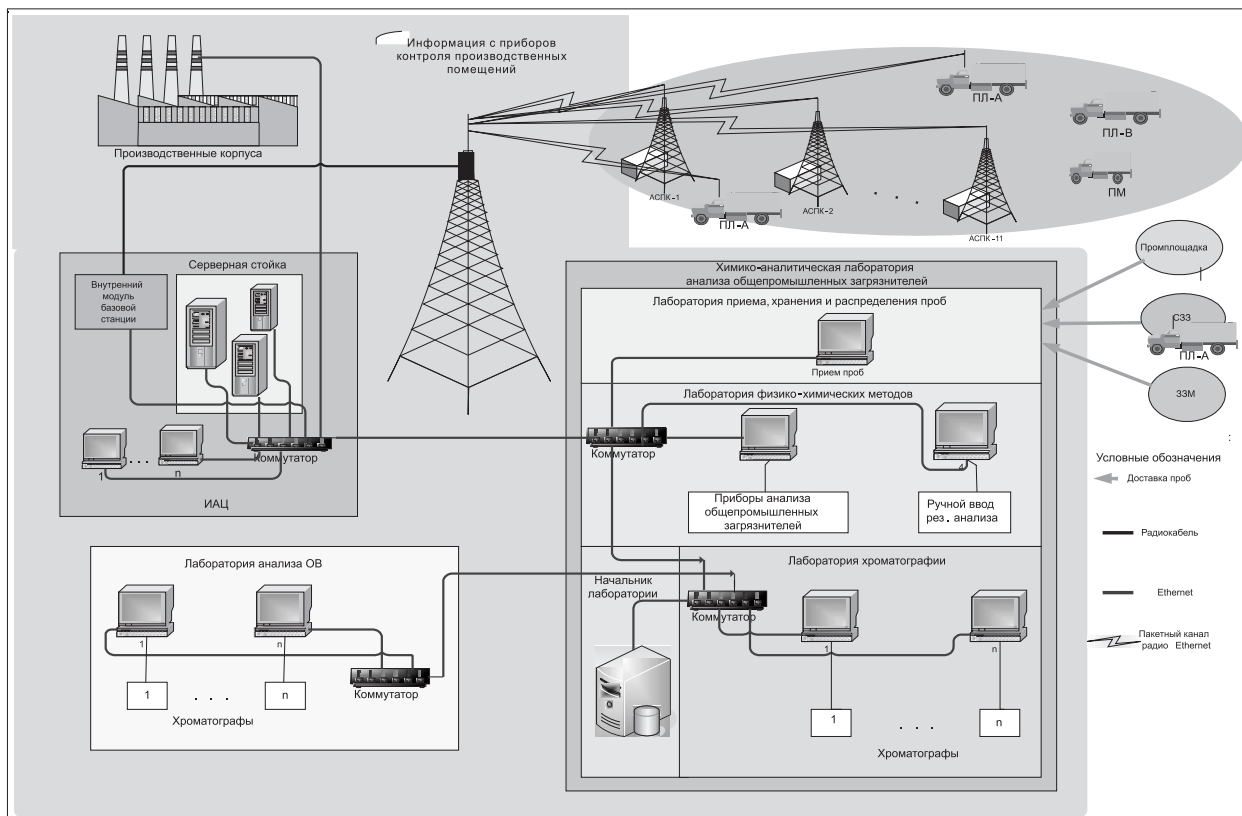 Информация с приборов
контроля производственных
помещений
Производственные корпуса
ПЛ-А
ПЛ-В
ПМ
АСПК-1
ПЛ-А
АСПК-2
. . .
АСПК-11
Промплощадка
СЗЗ
ПЛ-А
ЗЗМ
Серверная стойка
Внутренний
модуль
базовой
станции
1
. . .
n
Коммутатор
ИАЦ
Химико-аналитическая лаборатория
анализа общепромышленных загрязнителей
Лаборатория приема, хранения и распределения проб
Прием проб
Лаборатория физико-химических методов
Коммутатор
4
Приборы анализа
общепромышленных
загрязнителей
Ручной ввод
рез. анализа
Начальник
лаборатории
Лаборатория хроматографии
Коммутатор
1
n
1
. . .
n
Хроматографы
Лаборатория анализа ОВ
1
n
1
. . .
n
Коммутатор
Хроматографы
:
Условные обозначения
Доставка проб
Радиокабель
Ethernet
Пакетный канал
радио Ethernet